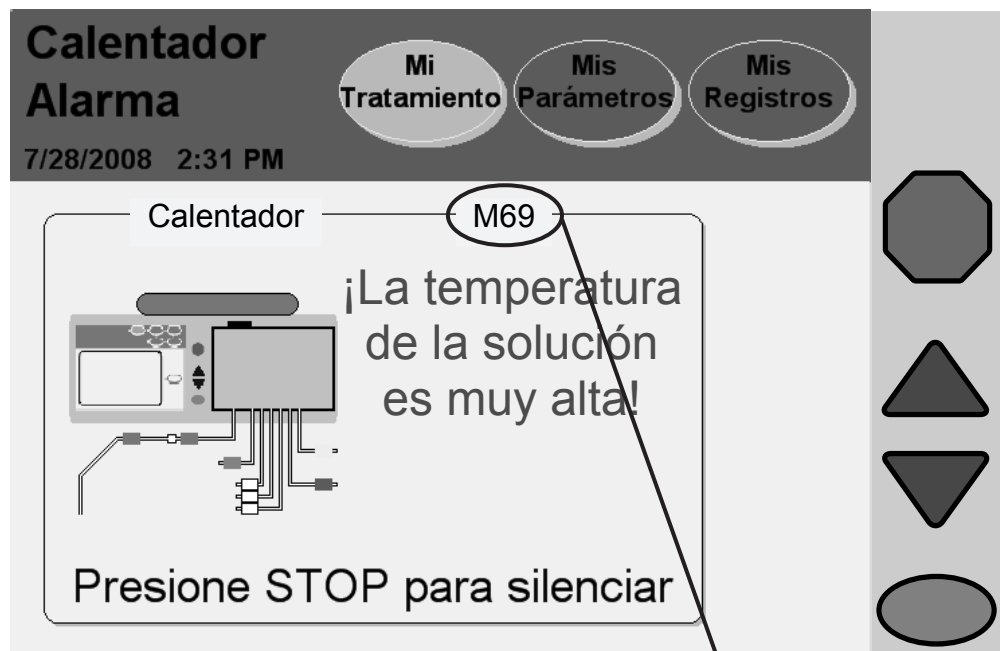 Calentador
Alarma
7/28/2008 2:31 PM
Mi
Tratamiento
Mis
Parámetros
Mis
Registros
Calentador
M69
¡La temperatura
de la solución
es muy alta!
Presione STOP para silenciar